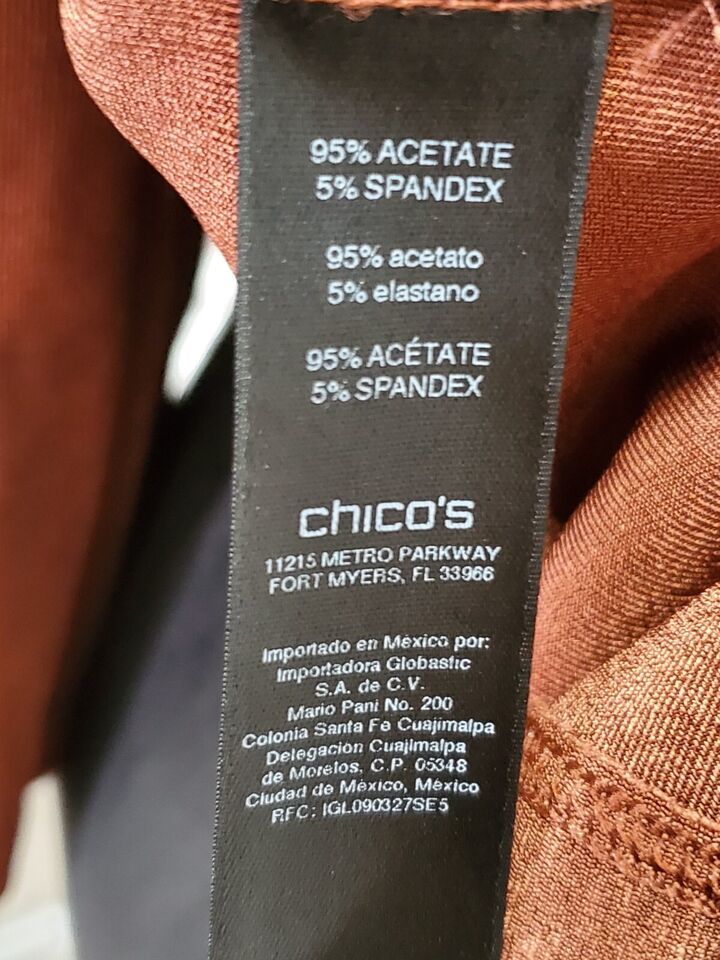 95% ACETATE
5% SPANDEX
95% acetato
5% elastano
95% ACÉTATE
5% SPANDEX
chico's
11215 METRO PARKWAY
FORT MYERS, FL 33966
Importado en México por:
Importadora Globastic
S.A. de C.V.
Mario Pani No. 200
Colonia Santa Fe Cuajimalpa
Delegación Cuajimalpa
de Morelos, C.P. 05348
Ciudad de México, México
RFC: IGL090327SE5